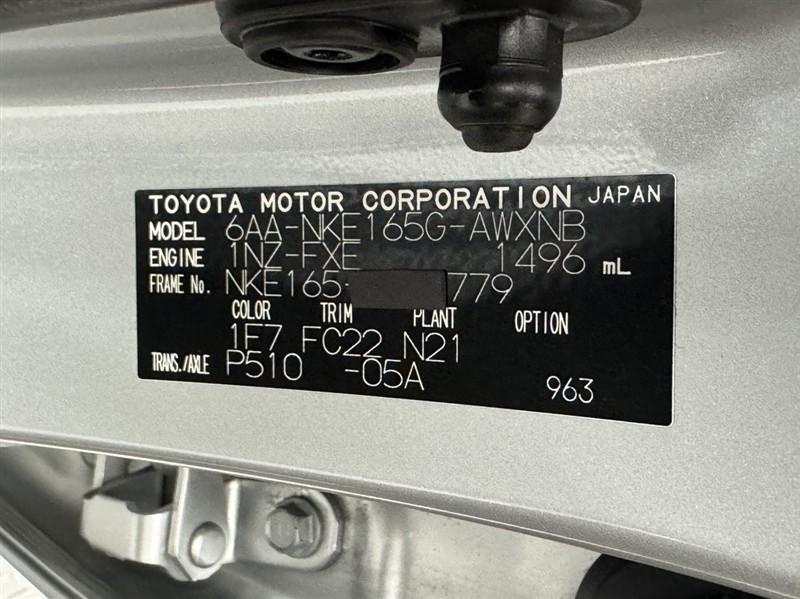 TOYOTA MOTOR CORPORATION JAPAN
MODEL 6AA-NKE165G-AWXNB
ENGINE 1NZ-FXE 1496 mL
FRAME No. NKE165- 779
COLOR TRIM PLANT OPTION
1F7 FC22 N21
TRANS./AXLE P510 -05A
963